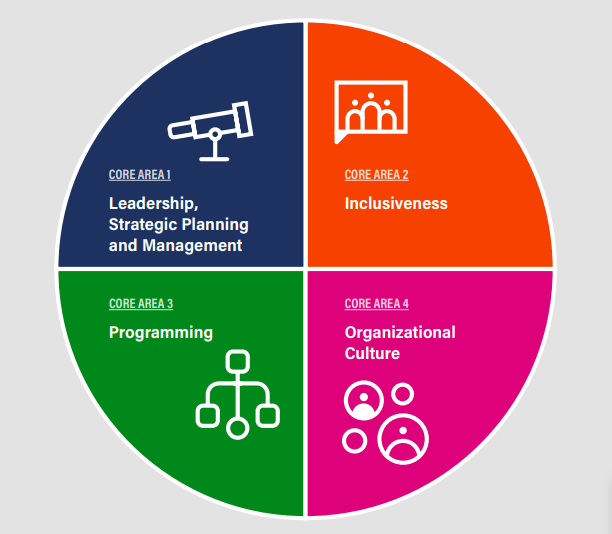 CORE AREA 1
Leadership,
Strategic Planning
and Management
CORE AREA 2
Inclusiveness
CORE AREA 3
Programming
CORE AREA 4
Organizational
Culture